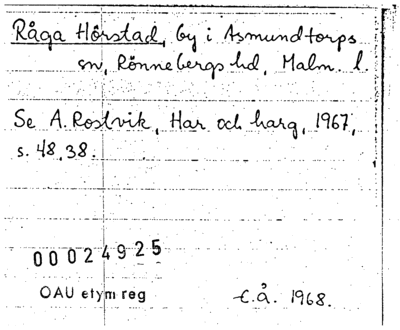 Råga Hörstad, by i Asmundtorps
sn, Rönnebergs hd, Malm. l.
Se A. Rostvik, Har och harg, 1967,
s. 48, 38.
00024925
OAU etym reg
C.Å. 1968.